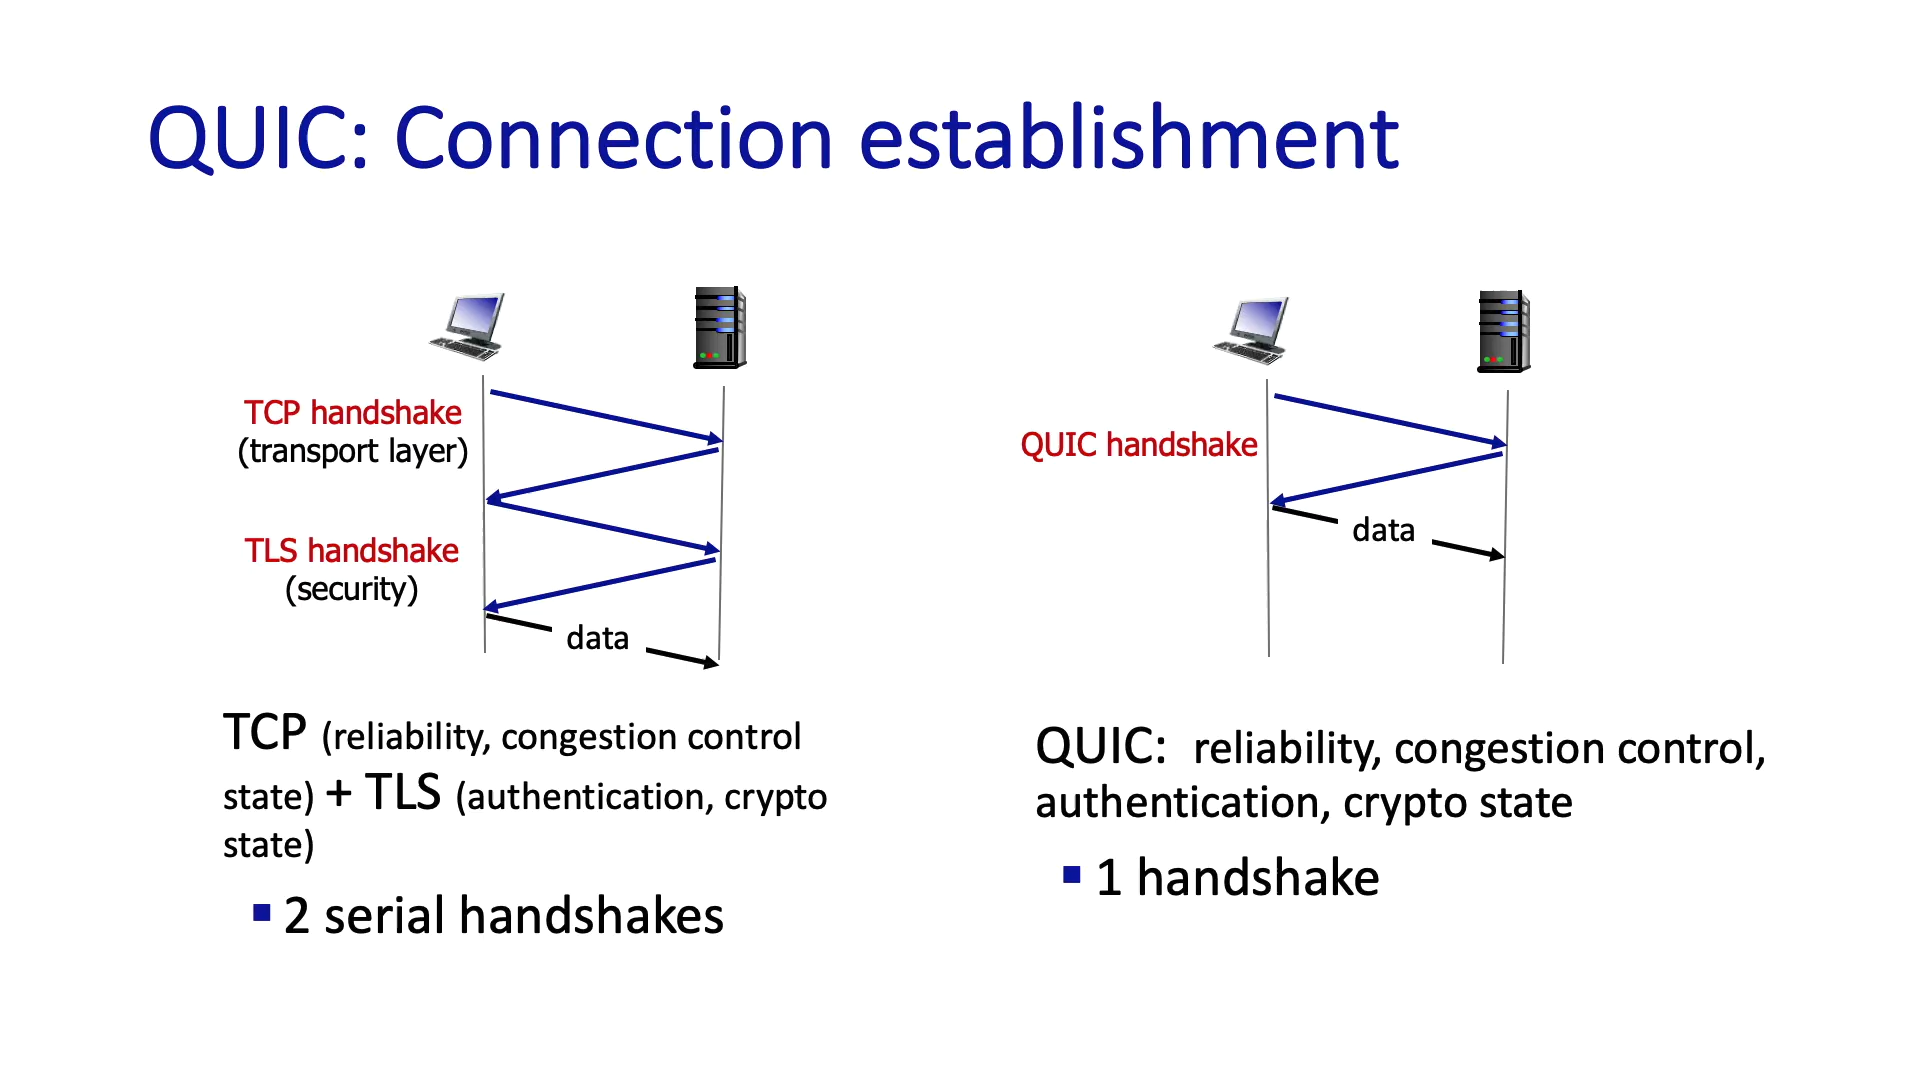 QUIC: Connection establishment
TCP handshake
(transport layer)
TLS handshake
(security)
data
TCP (reliability, congestion control
state) + TLS (authentication, crypto
state)
2 serial handshakes
QUIC handshake
data
QUIC: reliability, congestion control,
authentication, crypto state
1 handshake